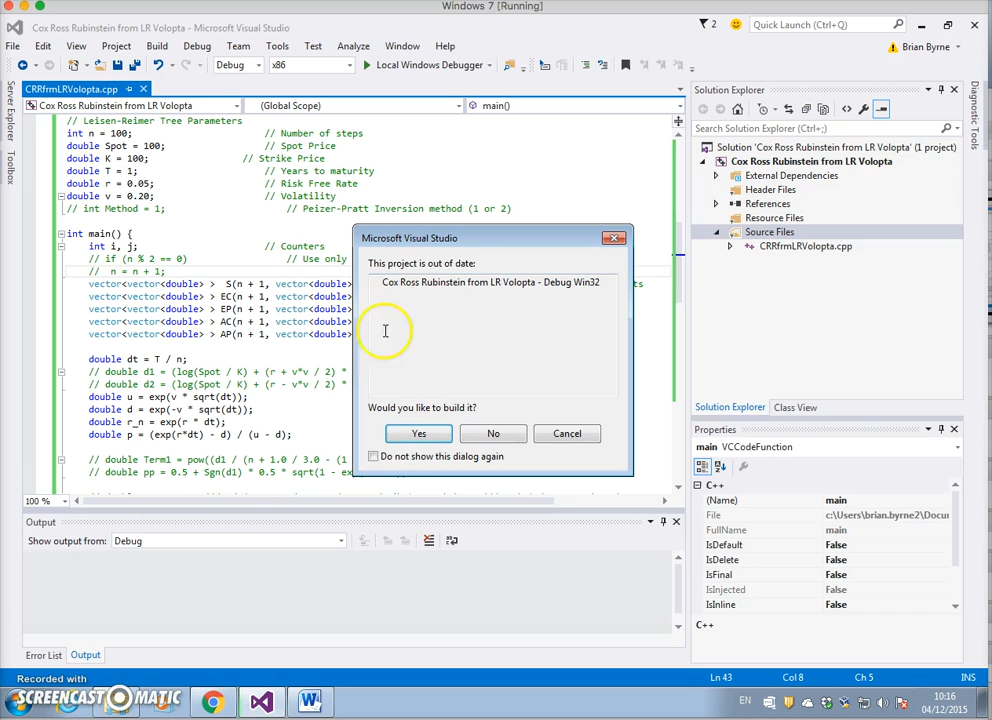 Windows 7 [Running]
Cox Ross Rubinstein from LR Volopta - Microsoft Visual Studio
2
Quick Launch (Ctrl+Q)
File Edit View Project Build Debug Team Tools Test Analyze Window Help
Brian Byrne
Debug x86 Local Windows Debugger
Server Explorer
Toolbox
CRRfrmLRVolopta.cpp
Cox Ross Rubinstein from LR Volopta (Global Scope) main()
// Leisen-Reimer Tree Parameters
int n = 100; // Number of steps
double Spot = 100; // Spot Price
double K = 100; // Strike Price
double T = 1; // Years to maturity
double r = 0.05; // Risk Free Rate
double v = 0.20; // Volatility
// int Method = 1; // Peizer-Pratt Inversion method (1 or 2)
int main() {
int i, j; // Counters
// if (n % 2 == 0) // Use only
// n = n + 1;
vector<vector<double> > S(n + 1, vector<double>
vector<vector<double> > EC(n + 1, vector<double>
vector<vector<double> > EP(n + 1, vector<double>
vector<vector<double> > AC(n + 1, vector<double>
vector<vector<double> > AP(n + 1, vector<double>
double dt = T / n;
// double d1 = (log(Spot / K) + (r + v*v / 2) *
// double d2 = (log(Spot / K) + (r - v*v / 2) *
double u = exp(v * sqrt(dt));
double d = exp(-v * sqrt(dt));
double r_n = exp(r * dt);
double p = (exp(r*dt) - d) / (u - d);
// double Term1 = pow((d1 / (n + 1.0 / 3.0 - (1
// double pp = 0.5 + Sgn(d1) * 0.5 * sqrt(1 -
100 %
Microsoft Visual Studio
This project is out of date:
Cox Ross Rubinstein from LR Volopta - Debug Win32
Would you like to build it?
Yes No Cancel
Do not show this dialog again
Output
Show output from: Debug
Error List Output
Solution Explorer
Search Solution Explorer (Ctrl+;)
Solution 'Cox Ross Rubinstein from LR Volopta' (1 project)
Cox Ross Rubinstein from LR Volopta
External Dependencies
Header Files
References
Resource Files
Source Files
CRRfrmLRVolopta.cpp
Solution Explorer Class View
Diagnostic Tools
Properties
main VCCodeFunction
C++
(Name) main
File c:\Users\brian.byrne2\Docu
FullName main
IsDefault False
IsDelete False
IsFinal False
IsInjected False
IsInline False
C++
Ln 43 Col 8 Ch 5 INS
Recorded with
SCREENCAST O MATIC
EN
10:16
04/12/2015